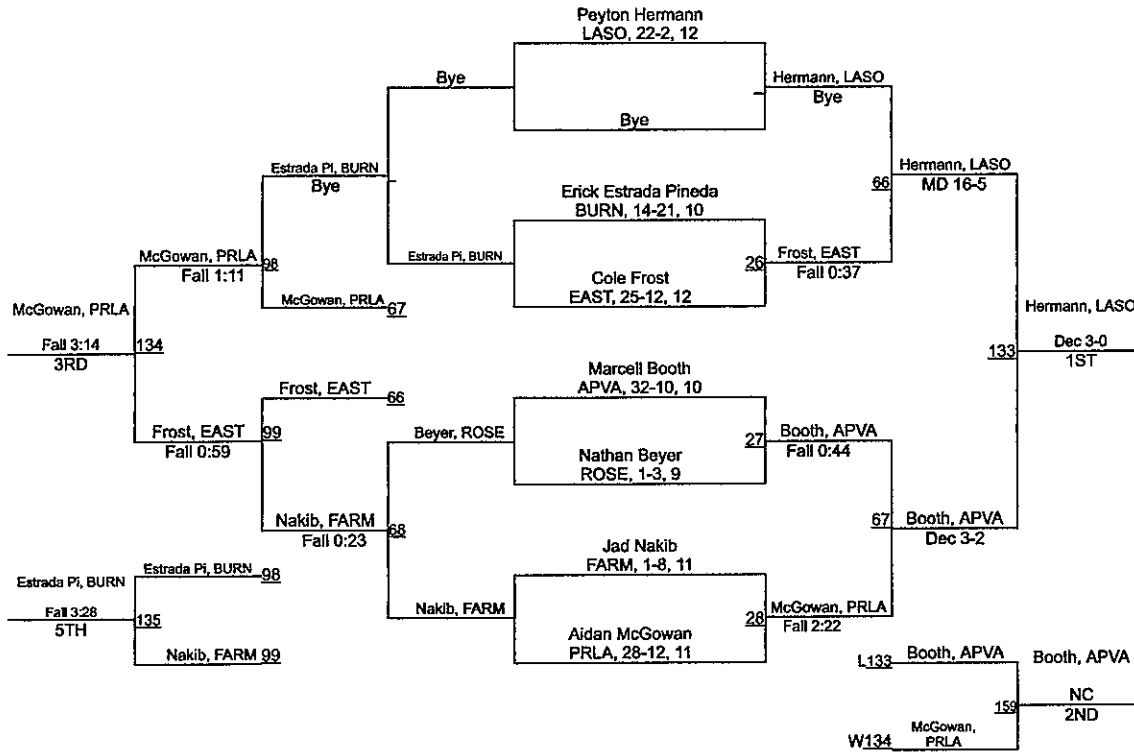 Peyton Hermann
LASO, 22-2, 12
Bye
Hermann, LASO
Bye
Bye
Estrada Pi, BURN
Bye
Hermann, LASO
MD 16-5
66
Erick Estrada Pineda
BURN, 14-21, 10
McGowan, PRLA
Fall 1:11
98
Estrada Pi, BURN
26
Frost, EAST
Fall 0:37
Cole Frost
EAST, 25-12, 12
McGowan, PRLA
67
McGowan, PRLA
Fall 3:14
3RD
134
Hermann, LASO
133
Dec 3-0
1ST
Marcell Booth
APVA, 32-10, 10
Frost, EAST
66
Frost, EAST
Fall 0:59
99
Beyer, ROSE
27
Booth, APVA
Fall 0:44
Nathan Beyer
ROSE, 1-3, 9
Nakib, FARM
Fall 0:23
68
67
Booth, APVA
Dec 3-2
Jad Nakib
FARM, 1-8, 11
Estrada Pi, BURN
98
Estrada Pi, BURN
Fall 3:28
5TH
135
Nakib, FARM
28
McGowan, PRLA
Fall 2:22
Aidan McGowan
PRLA, 28-12, 11
Nakib, FARM
99
L133
Booth, APVA
Booth, APVA
159
NC
2ND
W134
McGowan,
PRLA